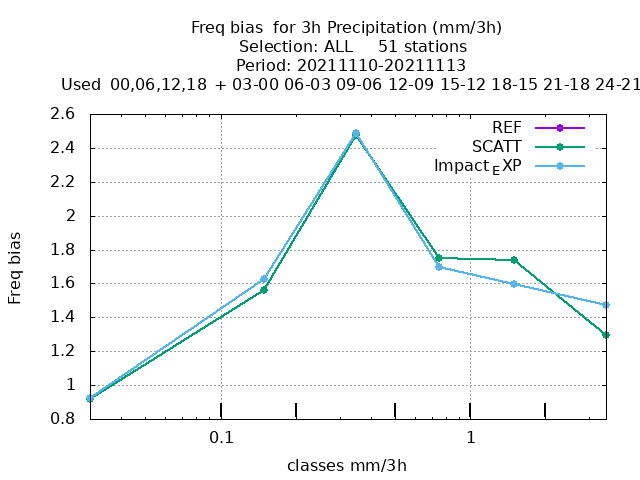 Freq bias  for 3h Precipitation (mm/3h)
Selection: ALL     51 stations
Period: 20211110-20211113
Used  00,06,12,18  + 03-00 06-03 09-06 12-09 15-12 18-15 21-18 24-21
REF
SCATT
Impact_EXP
Freq bias
2.6
2.4
2.2
2
1.8
1.6
1.4
1.2
1
0.8
0.1
1
classes mm/3h